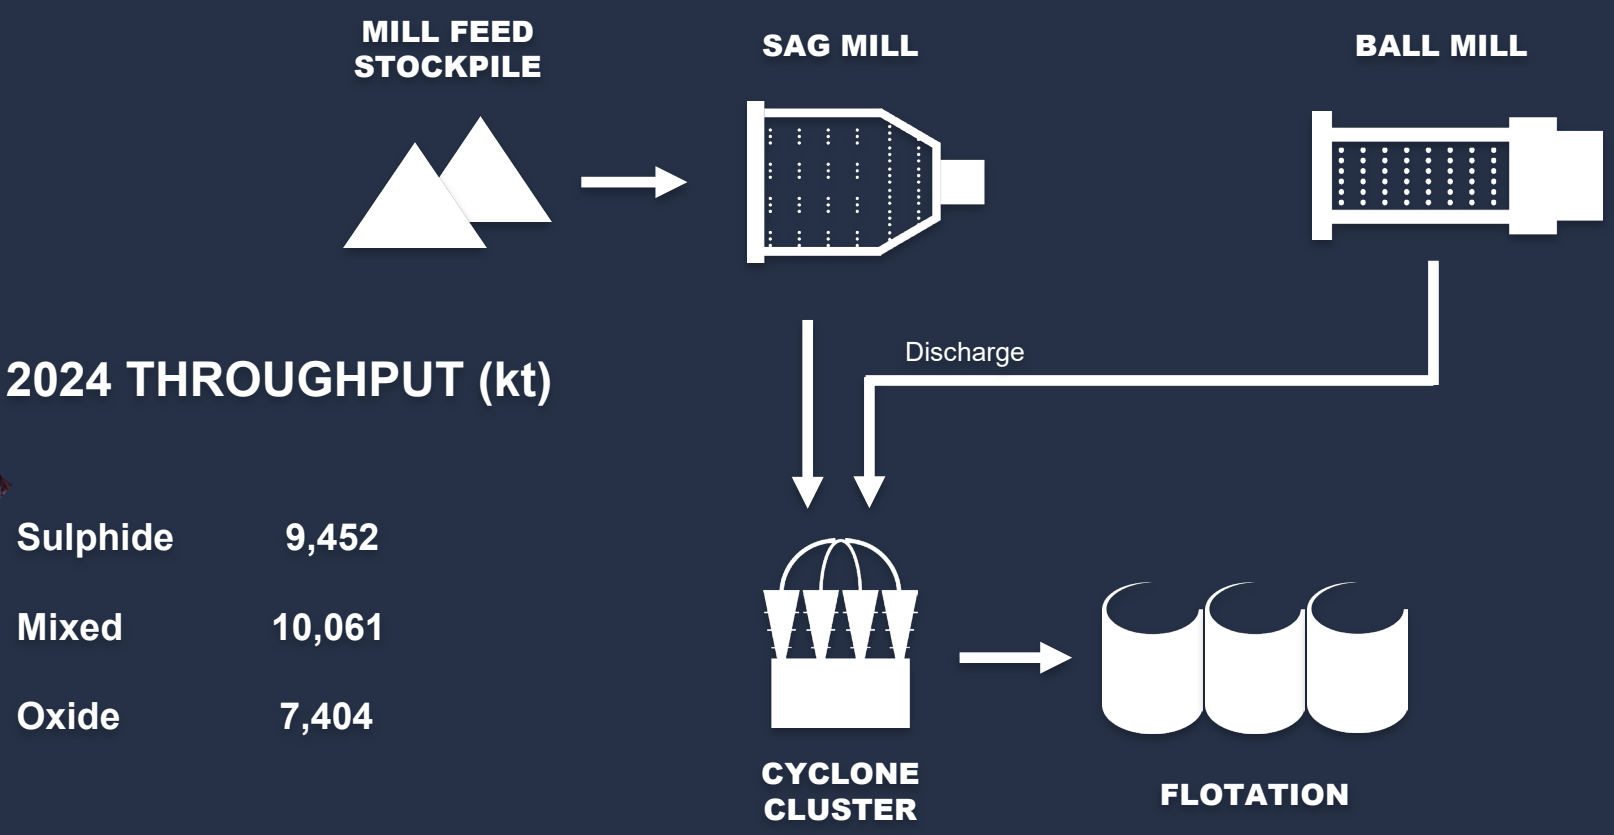 MILL FEED
STOCKPILE
SAG MILL
BALL MILL
Discharge
2024 THROUGHPUT (kt)
Sulphide 9,452
Mixed 10,061
Oxide 7,404
CYCLONE
CLUSTER
FLOTATION